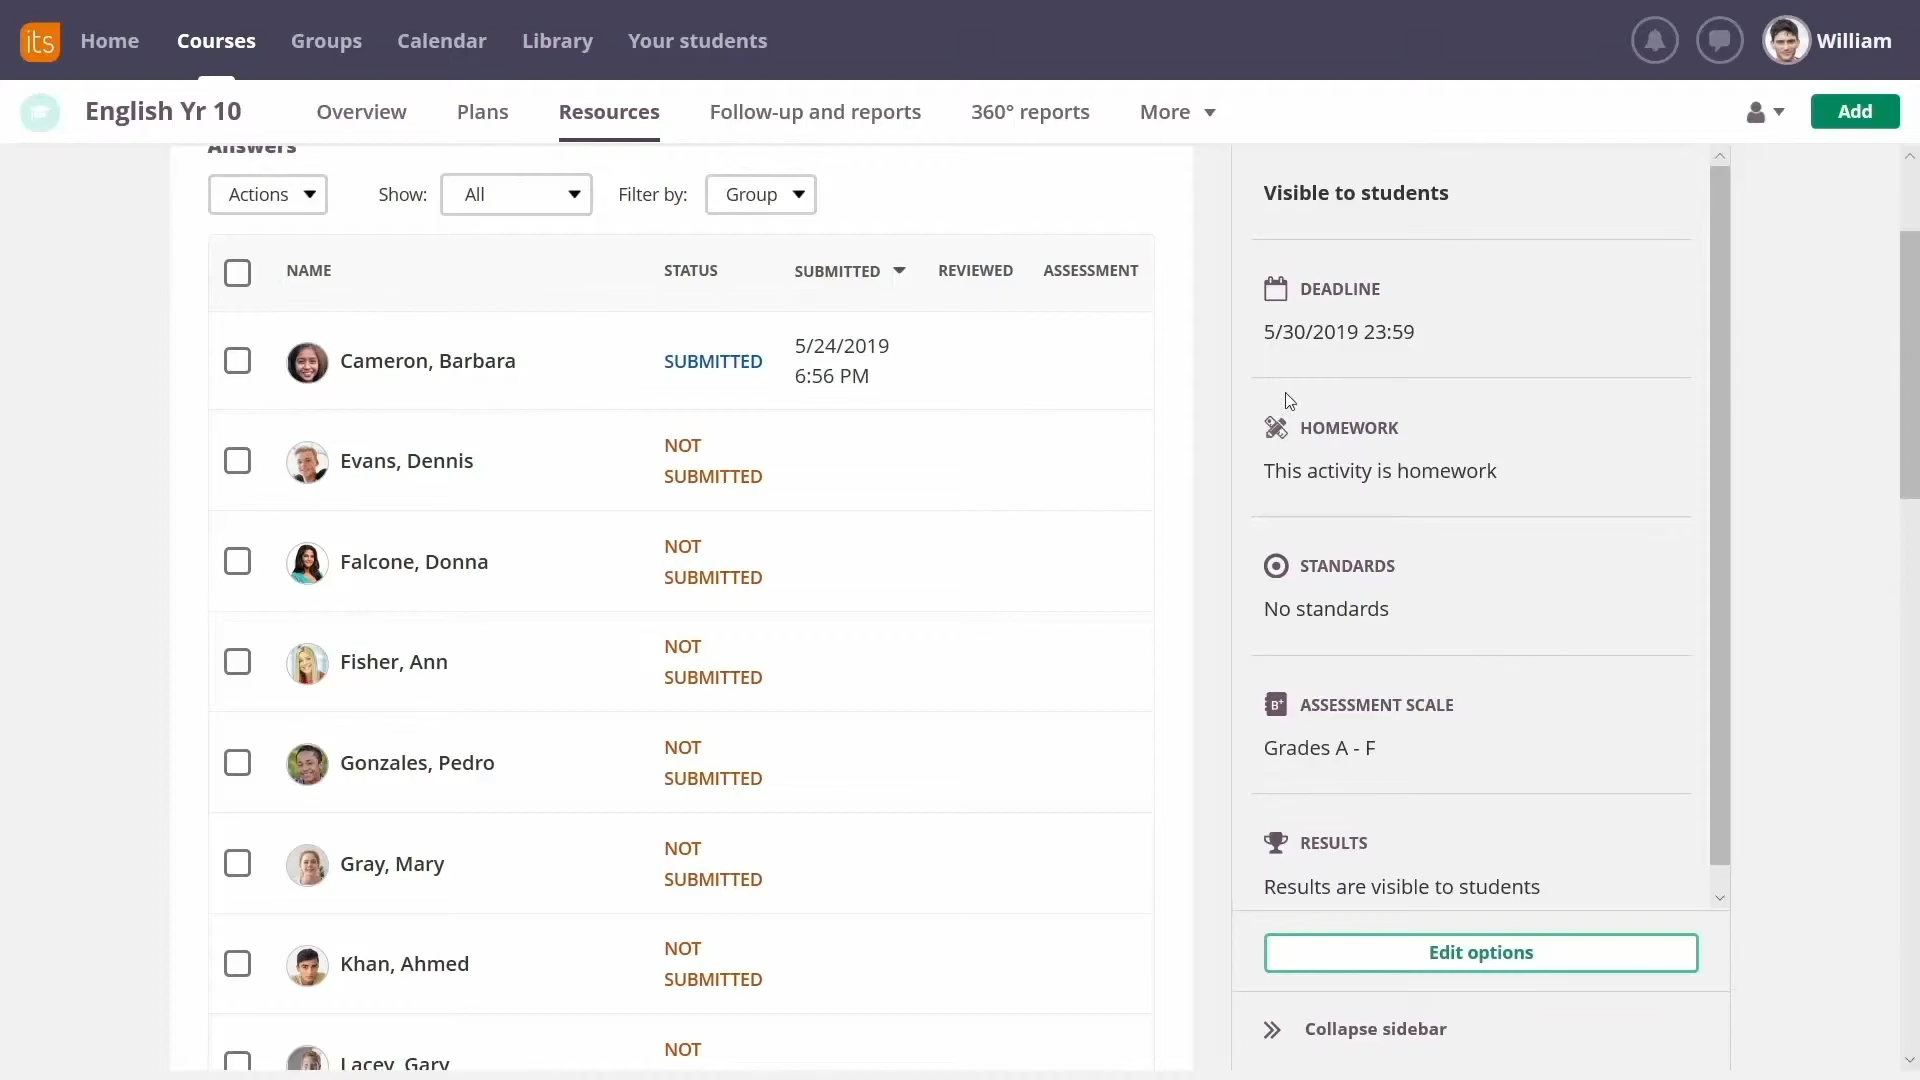 its Home Courses Groups Calendar Library Your students William
English Yr 10 Overview Plans Resources Follow-up and reports 360° reports More Add
Answers
Actions Show: All Filter by: Group
NAME STATUS SUBMITTED REVIEWED ASSESSMENT
Cameron, Barbara SUBMITTED 5/24/2019
6:56 PM
Evans, Dennis NOT
SUBMITTED
Falcone, Donna NOT
SUBMITTED
Fisher, Ann NOT
SUBMITTED
Gonzales, Pedro NOT
SUBMITTED
Gray, Mary NOT
SUBMITTED
Khan, Ahmed NOT
SUBMITTED
Lacey, Gary NOT
Visible to students
DEADLINE
5/30/2019 23:59
HOMEWORK
This activity is homework
STANDARDS
No standards
B+ ASSESSMENT SCALE
Grades A - F
RESULTS
Results are visible to students
Edit options
Collapse sidebar